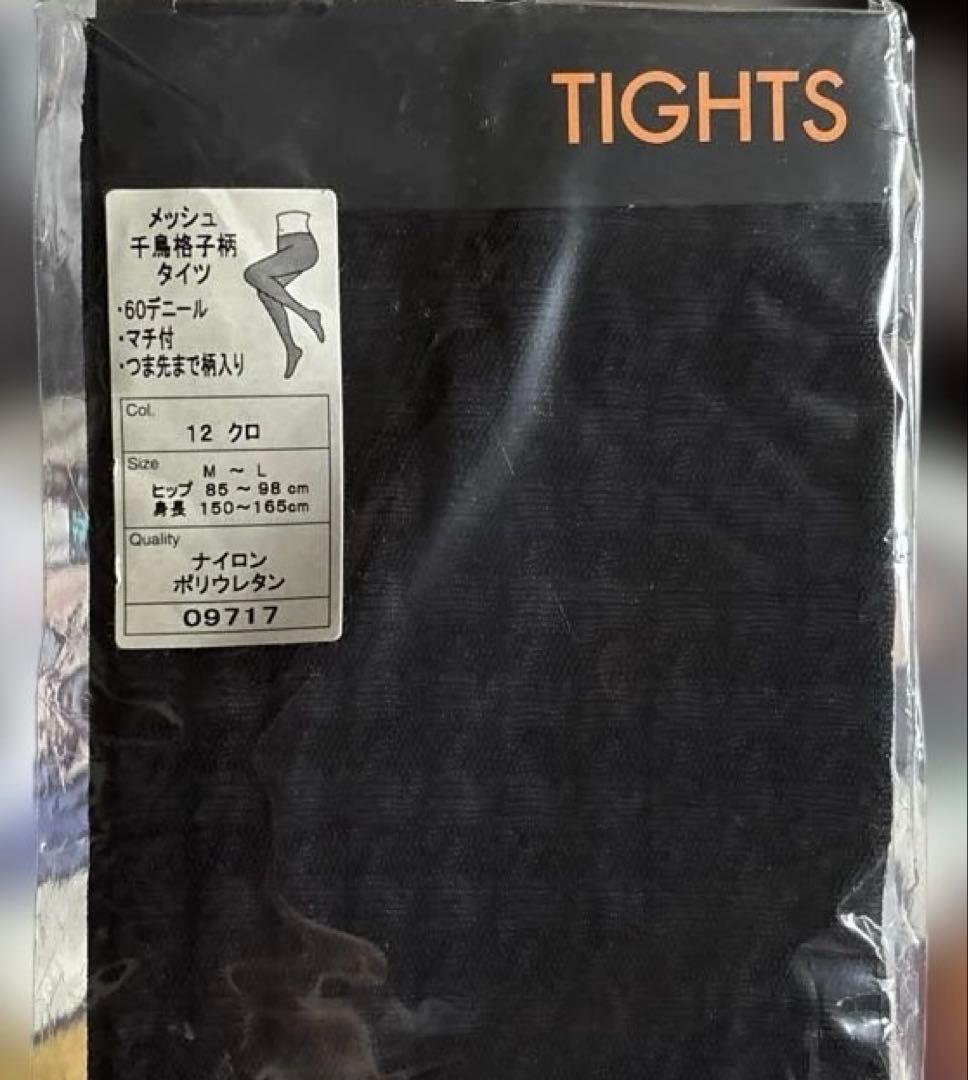 TIGHTS
メッシュ
千鳥格子柄
タイツ
・60デニール
・マチ付
・つま先まで柄入り
Col.
12 クロ
Size
M ～ L
ヒップ 85 ～ 98 cm
身長 150～165cm
Quality
ナイロン
ポリウレタン
09717